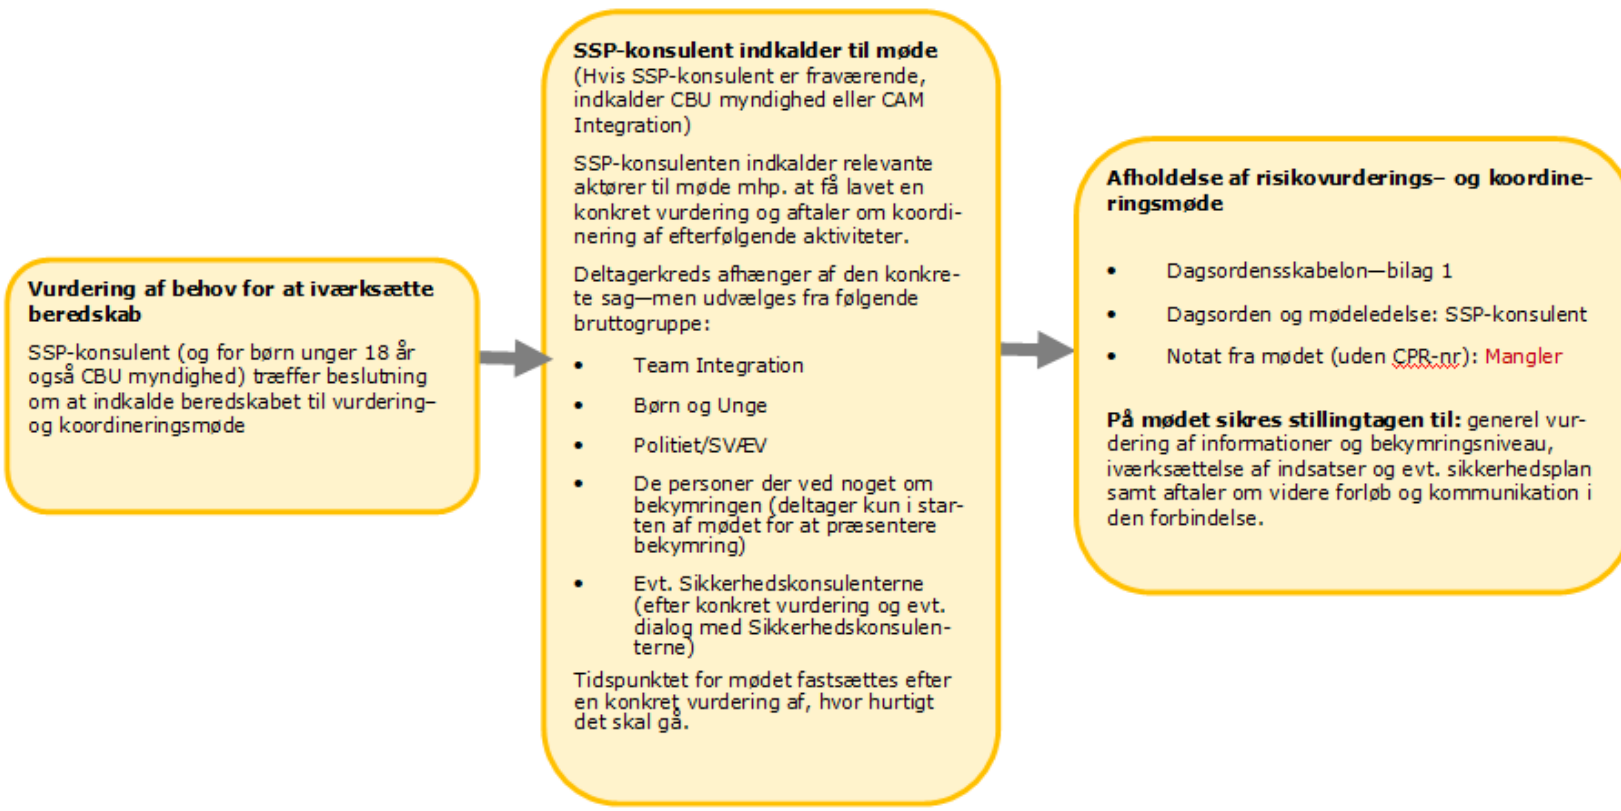 Vurdering af behov for at iværksætte
beredskab
SSP-konsulent (og for børn unger 18 år
også CBU myndighed) træffer beslutning
om at indkalde beredskabet til vurdering–
og koordineringsmøde
SSP-konsulent indkalder til møde
(Hvis SSP-konsulent er fraværende,
indkalder CBU myndighed eller CAM
Integration)
SSP-konsulenten indkalder relevante
aktører til møde mhp. at få lavet en
konkret vurdering og aftaler om koordi-
nering af efterfølgende aktiviteter.
Deltagerkreds afhænger af den konkre-
te sag—men udvælges fra følgende
bruttogruppe:
• Team Integration
• Børn og Unge
• Politiet/SVÆV
• De personer der ved noget om
bekymringen (deltager kun i star-
ten af mødet for at præsentere
bekymring)
• Evt. Sikkerhedskonsulenterne
(efter konkret vurdering og evt.
dialog med Sikkerhedskonsulen-
terne)
Tidspunktet for mødet fastsættes efter
en konkret vurdering af, hvor hurtigt
det skal gå.
Afholdelse af risikovurderings– og koordine-
ringsmøde
• Dagsordensskabelon—bilag 1
• Dagsorden og mødeledelse: SSP-konsulent
• Notat fra mødet (uden CPR-nr): Mangler
På mødet sikres stillingtagen til: generel vur-
dering af informationer og bekymringsniveau,
iværksættelse af indsatser og evt. sikkerhedsplan
samt aftaler om videre forløb og kommunikation i
den forbindelse.